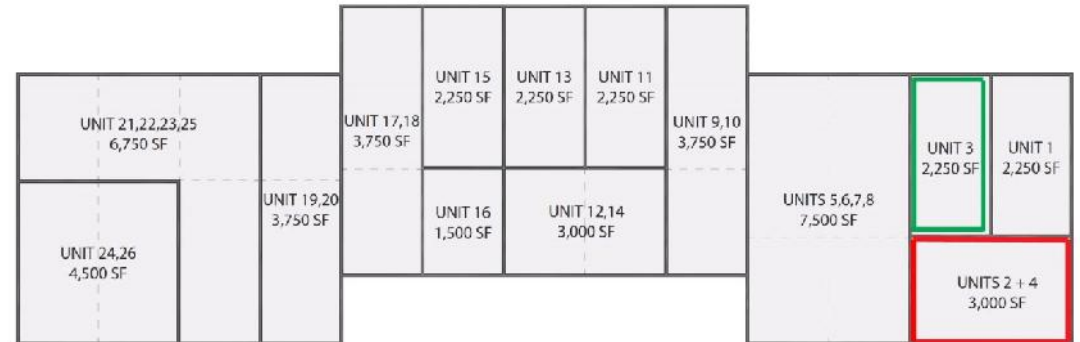 UNIT 21,22,23,25
6,750 SF
UNIT 24,26
4,500 SF
UNIT 19,20
3,750 SF
UNIT 17,18
3,750 SF
UNIT 15
2,250 SF
UNIT 13
2,250 SF
UNIT 11
2,250 SF
UNIT 16
1,500 SF
UNIT 12,14
3,000 SF
UNIT 9,10
3,750 SF
UNITS 5,6,7,8
7,500 SF
UNIT 3
2,250 SF
UNIT 1
2,250 SF
UNITS 2 + 4
3,000 SF